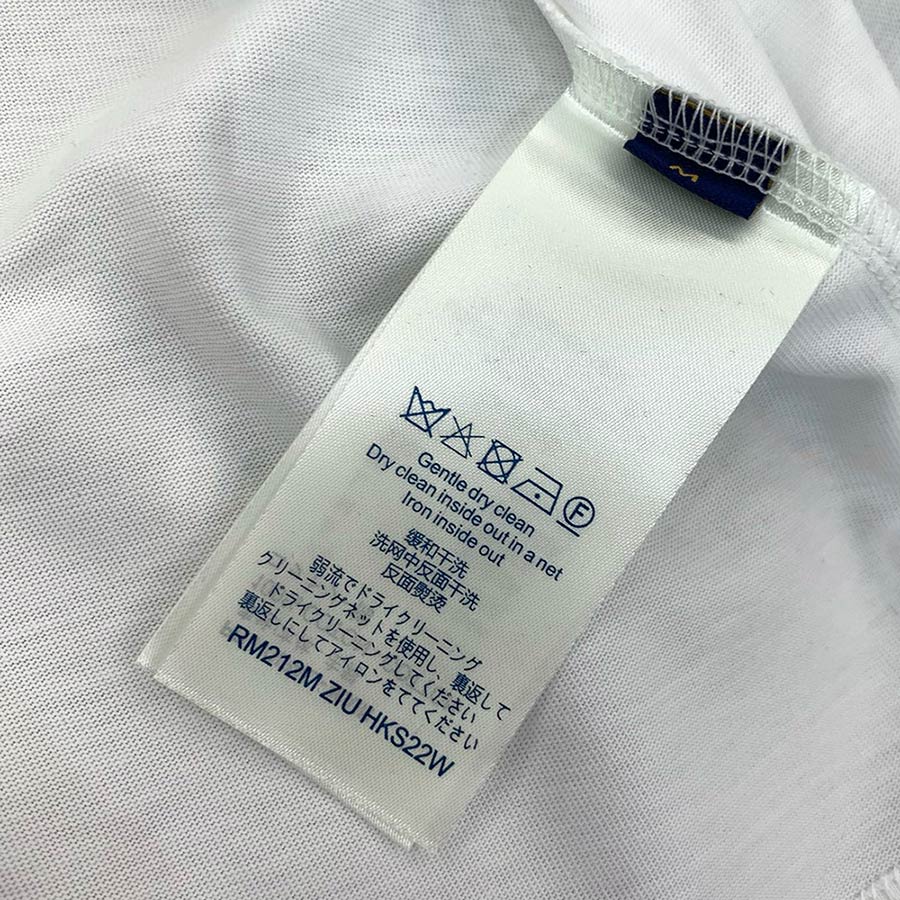 M
F
Gentle dry clean
Dry clean inside out in a net
Iron inside out
缓和干洗
洗网中反面干洗
反面熨烫
弱流でドライクリーニング
クリーニングネットを使用し、裏返して
ドライクリーニングしてください
裏返しにしてアイロンをててください
RM212M ZIU HKS22W